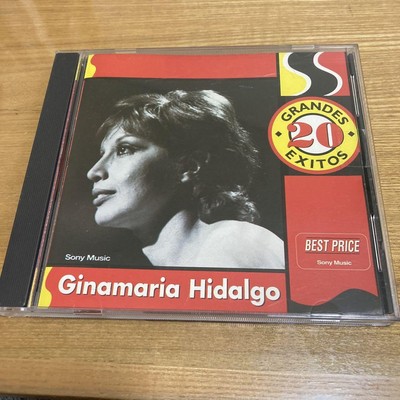 GRANDES
20
EXITOS
BEST PRICE
Sony Music
Sony Music
Ginamaria Hidalgo